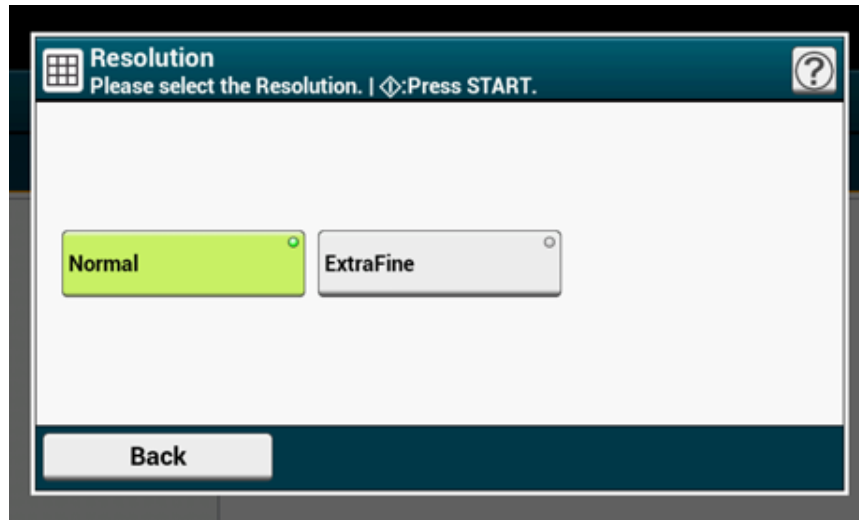 Resolution
Please select the Resolution. | :Press START.
Normal
ExtraFine
Back
?